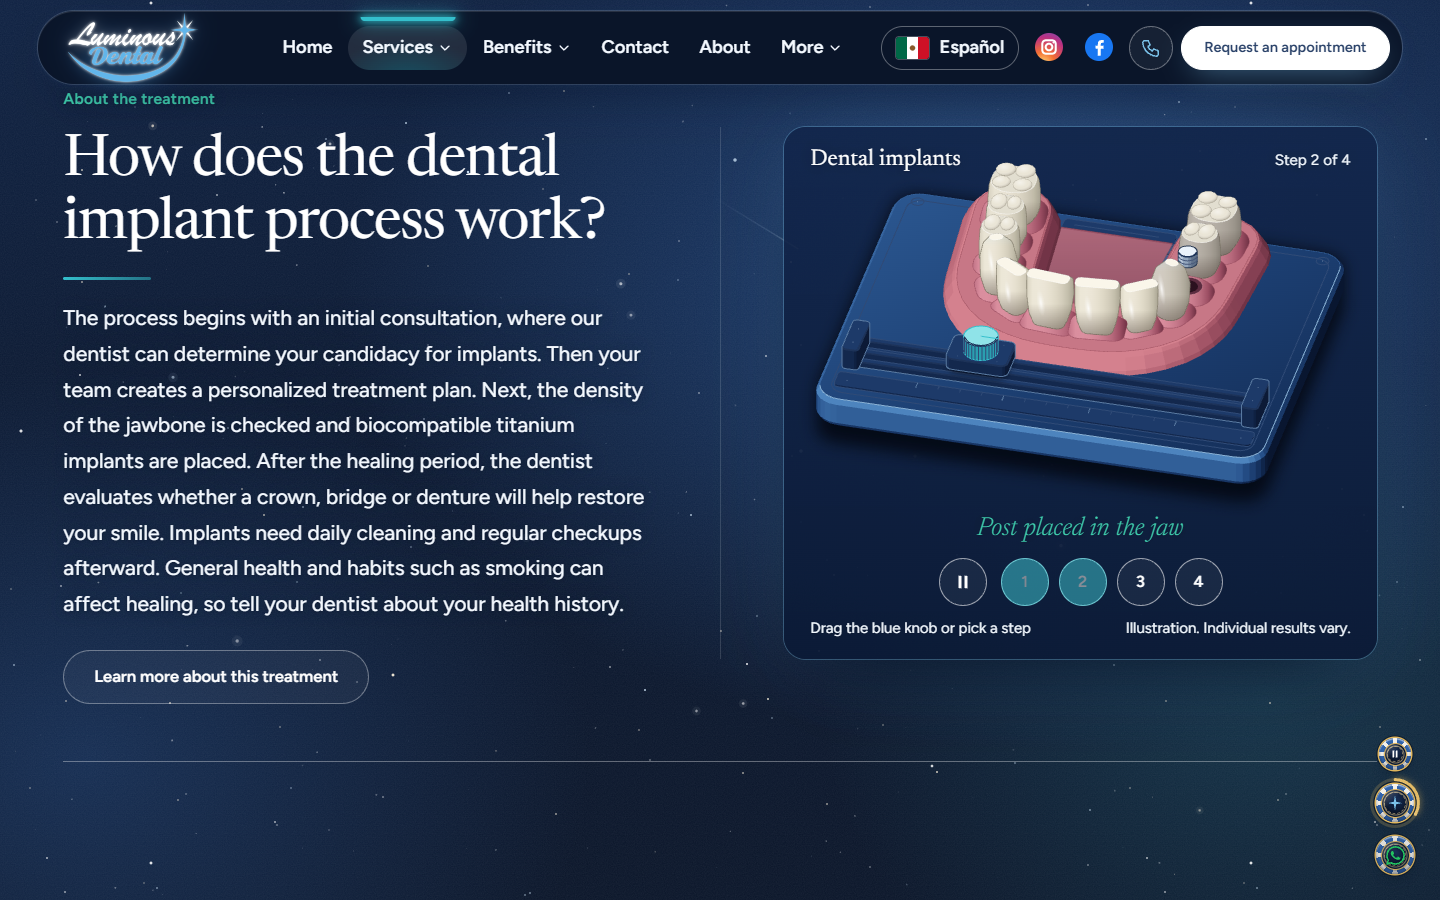 Luminous
Dental
Home
Services
Benefits
Contact
About
More
Español
Request an appointment
About the treatment
How does the dental
implant process work?
The process begins with an initial consultation, where our
dentist can determine your candidacy for implants. Then your
team creates a personalized treatment plan. Next, the density
of the jawbone is checked and biocompatible titanium
implants are placed. After the healing period, the dentist
evaluates whether a crown, bridge or denture will help restore
your smile. Implants need daily cleaning and regular checkups
afterward. General health and habits such as smoking can
affect healing, so tell your dentist about your health history.
Learn more about this treatment
Dental implants
Step 2 of 4
Post placed in the jaw
1
2
3
4
Drag the blue knob or pick a step
Illustration. Individual results vary.